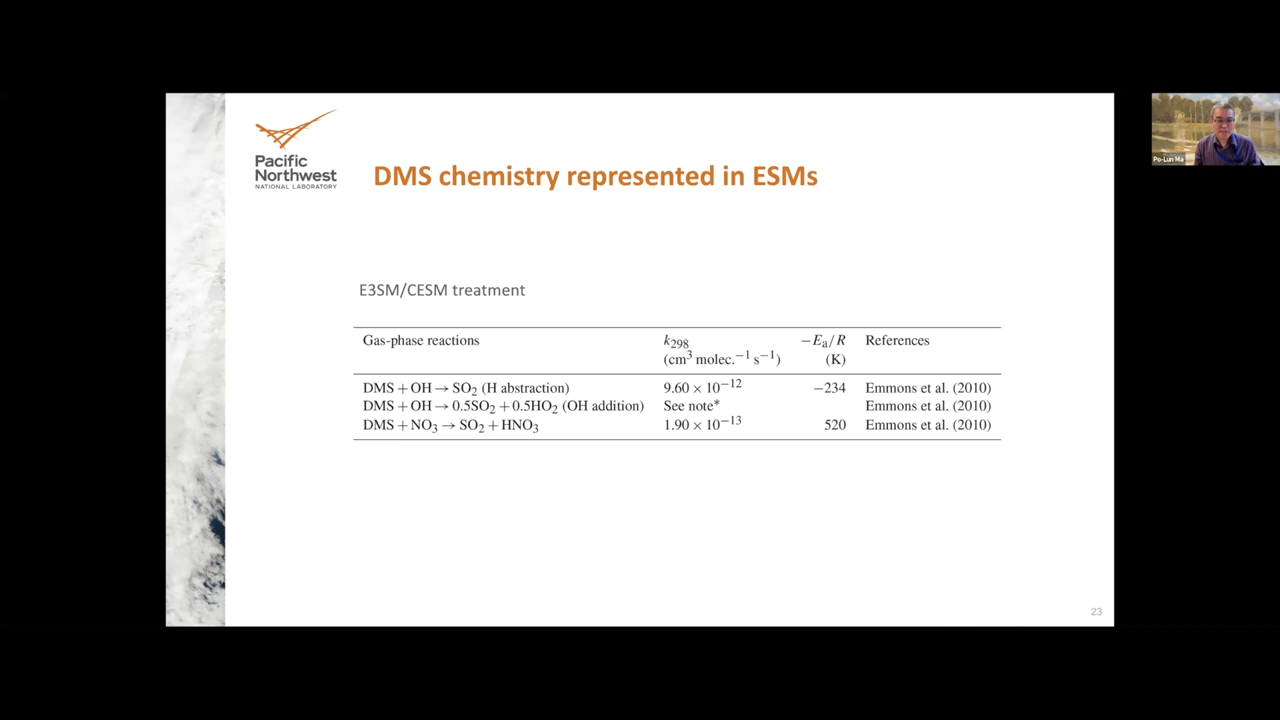 Pacific
Northwest
NATIONAL LABORATORY
DMS chemistry represented in ESMs
E3SM/CESM treatment
Gas-phase reactions k298 −Ea/R References
(cm³ molec.⁻¹ s⁻¹) (K)
DMS + OH → SO₂ (H abstraction) 9.60 × 10⁻¹² −234 Emmons et al. (2010)
DMS + OH → 0.5SO₂ + 0.5HO₂ (OH addition) See note* Emmons et al. (2010)
DMS + NO₃ → SO₂ + HNO₃ 1.90 × 10⁻¹³ 520 Emmons et al. (2010)
23
Po-Lun Ma